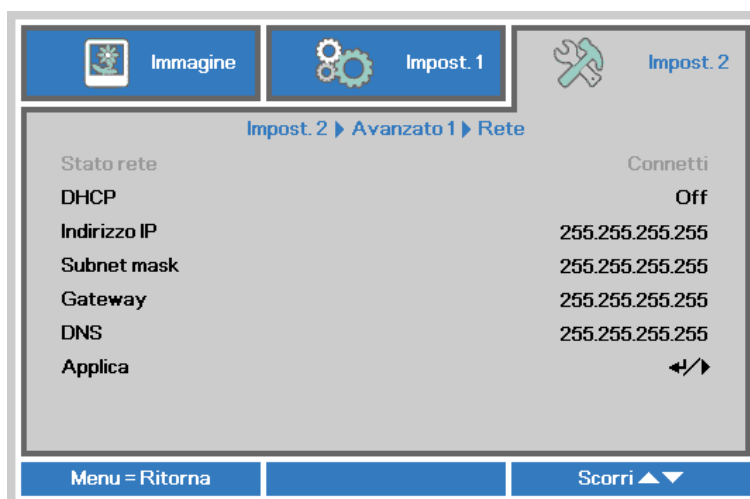 Immagine
Impost. 1
Impost. 2
Impost. 2 ▶ Avanzato 1 ▶ Rete
Stato rete Connetti
DHCP Off
Indirizzo IP 255.255.255.255
Subnet mask 255.255.255.255
Gateway 255.255.255.255
DNS 255.255.255.255
Applica ↵/▶
Menu = Ritorna
Scorri ▲▼